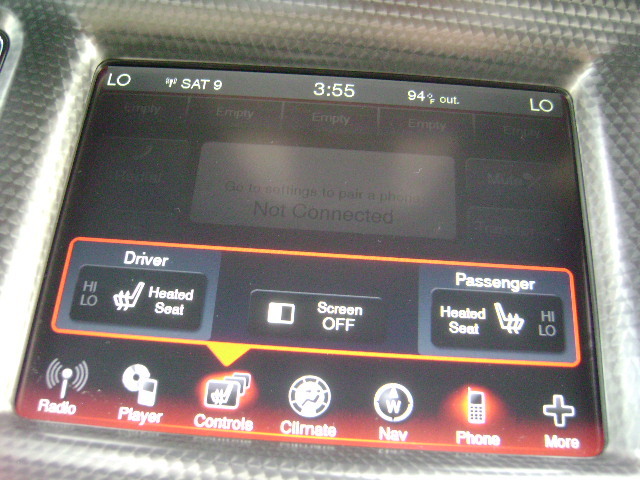 LO
SAT 9
3:55
94°F out.
LO
Empty
Empty
Empty
Empty
Empty
Mute
Go to settings to pair a phone
Not Connected
Driver
HI
LO
Heated
Seat
Screen
OFF
Passenger
Heated
Seat
HI
LO
Radio
Player
Controls
Climate
W
Nav
Phone
More